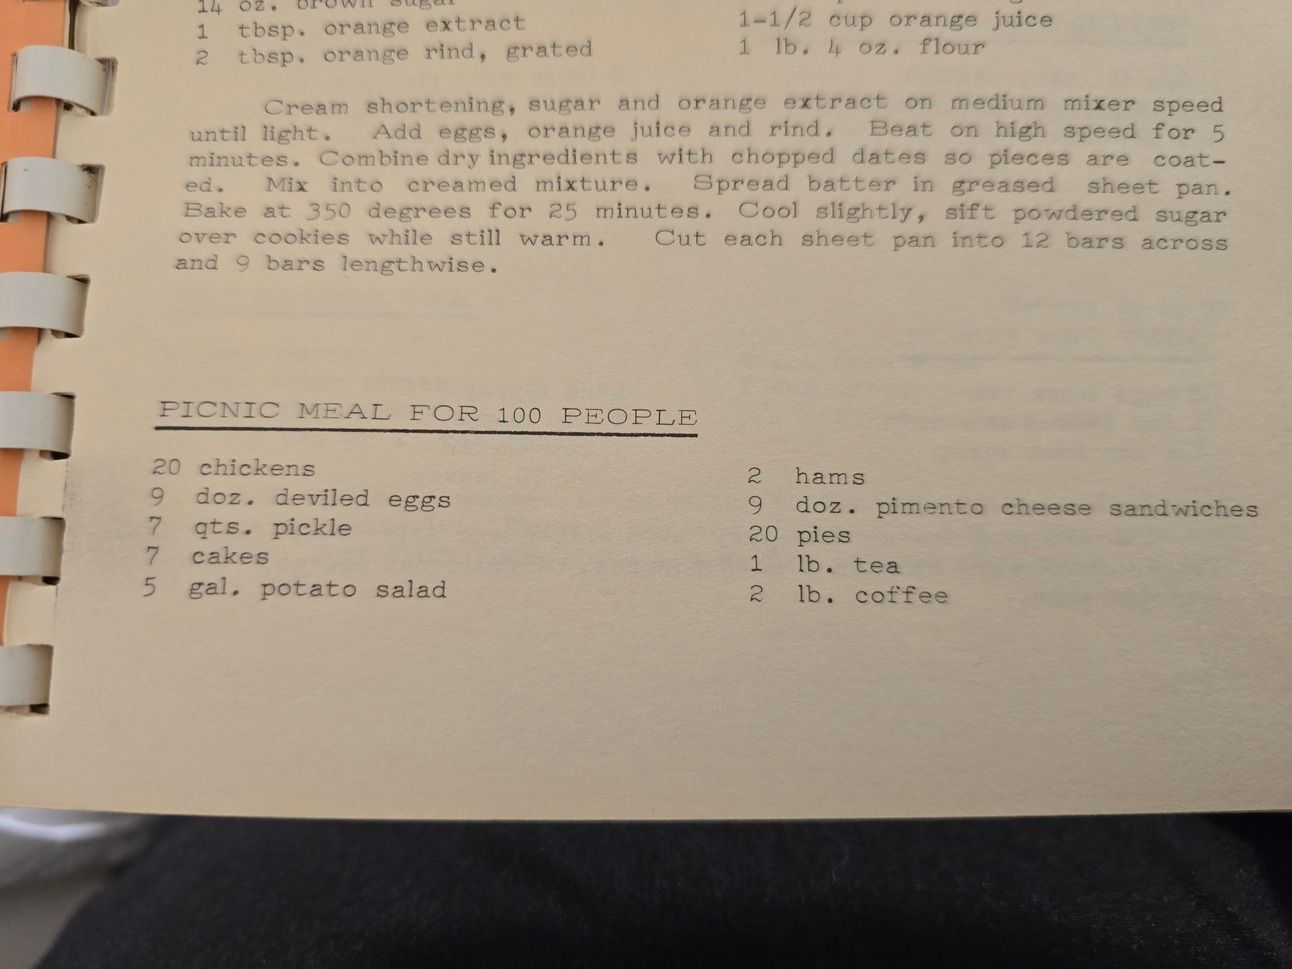 14 oz. brown sugar
1 tbsp. orange extract
2 tbsp. orange rind, grated
1-1/2 cup orange juice
1 lb. 4 oz. flour
Cream shortening, sugar and orange extract on medium mixer speed
until light. Add eggs, orange juice and rind. Beat on high speed for 5
minutes. Combine dry ingredients with chopped dates so pieces are coat-
ed. Mix into creamed mixture. Spread batter in greased sheet pan.
Bake at 350 degrees for 25 minutes. Cool slightly, sift powdered sugar
over cookies while still warm. Cut each sheet pan into 12 bars across
and 9 bars lengthwise.
PICNIC MEAL FOR 100 PEOPLE
20 chickens
9 doz. deviled eggs
7 qts. pickle
7 cakes
5 gal. potato salad
2 hams
9 doz. pimento cheese sandwiches
20 pies
1 lb. tea
2 lb. coffee